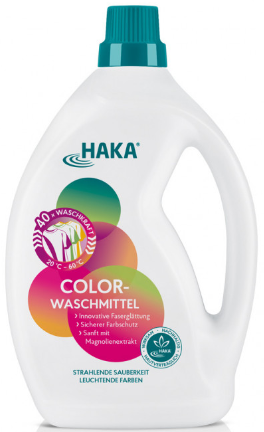 HAKA®
40 x WASCHKRAFT
20°C - 60°C
COLOR-
WASCHMITTEL
> Innovative Faserglättung
> Sicherer Farbschutz
> Sanft mit
Magnolienextrakt
HAKA
STRAHLENDE SAUBERKEIT
LEUCHTENDE FARBEN